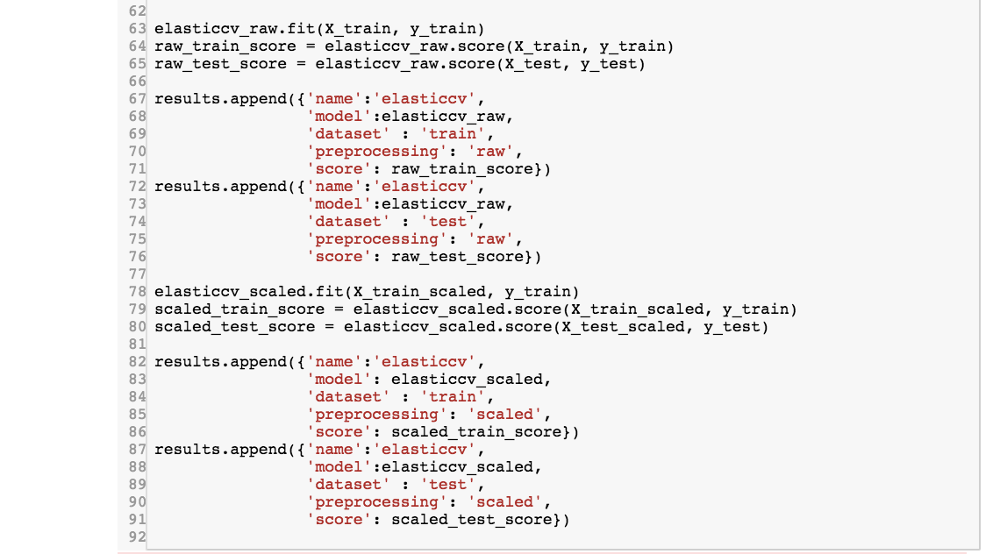 62
63 elasticcv_raw.fit(X_train, y_train)
64 raw_train_score = elasticcv_raw.score(X_train, y_train)
65 raw_test_score = elasticcv_raw.score(X_test, y_test)
66
67 results.append({'name':'elasticcv',
68                 'model':elasticcv_raw,
69                 'dataset' : 'train',
70                 'preprocessing': 'raw',
71                 'score': raw_train_score})
72 results.append({'name':'elasticcv',
73                 'model':elasticcv_raw,
74                 'dataset' : 'test',
75                 'preprocessing': 'raw',
76                 'score': raw_test_score})
77
78 elasticcv_scaled.fit(X_train_scaled, y_train)
79 scaled_train_score = elasticcv_scaled.score(X_train_scaled, y_train)
80 scaled_test_score = elasticcv_scaled.score(X_test_scaled, y_test)
81
82 results.append({'name':'elasticcv',
83                 'model': elasticcv_scaled,
84                 'dataset' : 'train',
85                 'preprocessing': 'scaled',
86                 'score': scaled_train_score})
87 results.append({'name':'elasticcv',
88                 'model':elasticcv_scaled,
89                 'dataset' : 'test',
90                 'preprocessing': 'scaled',
91                 'score': scaled_test_score})
92